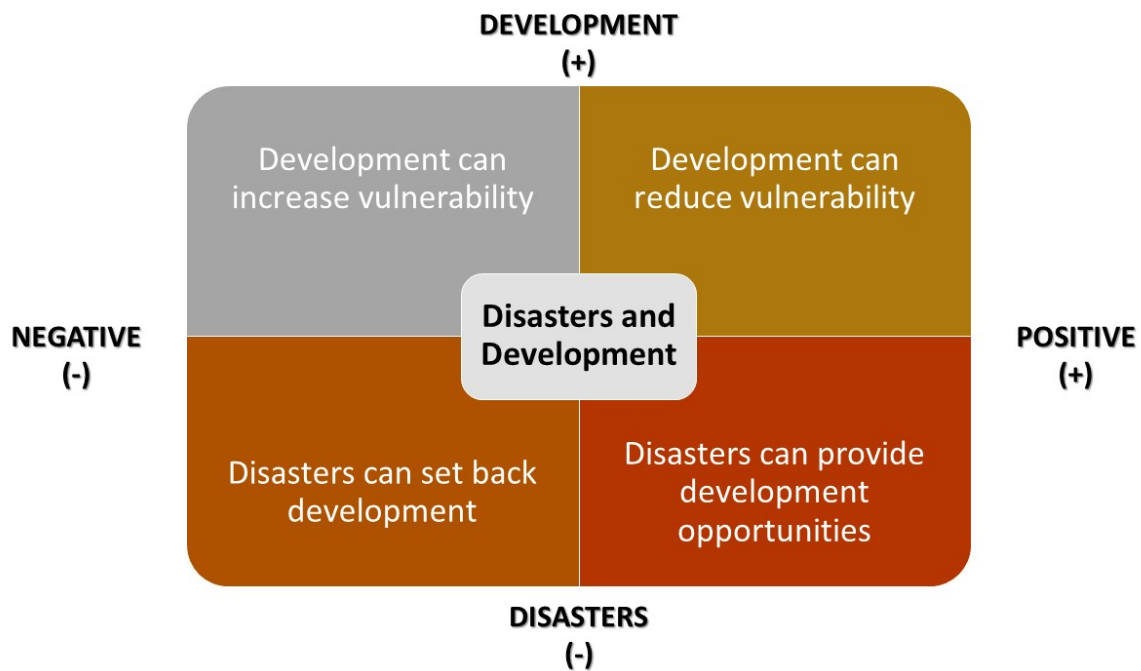 DEVELOPMENT
(+)
Development can
increase vulnerability
Development can
reduce vulnerability
NEGATIVE
(-)
Disasters and
Development
POSITIVE
(+)
Disasters can set back
development
Disasters can provide
development
opportunities
DISASTERS
(-)